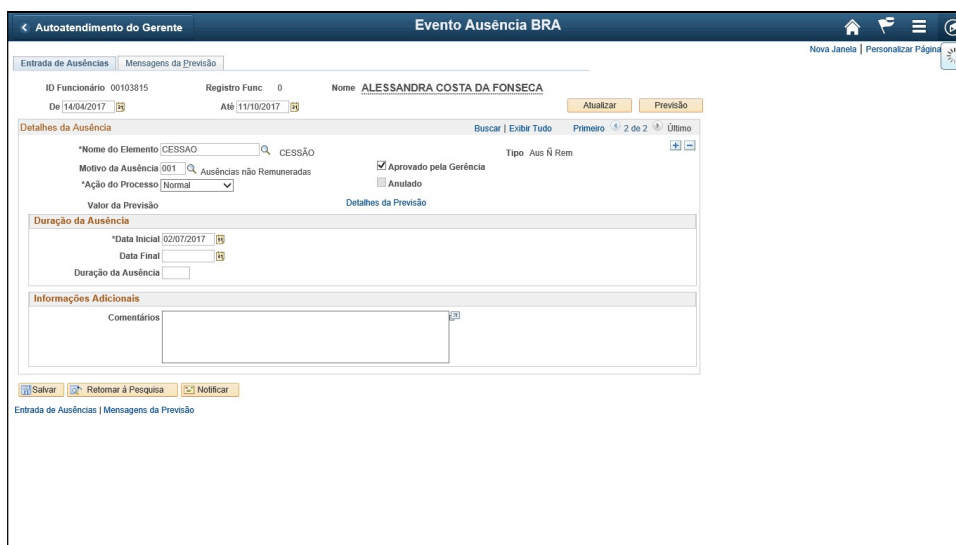 Autoatendimento do Gerente Evento Ausência BRA
Nova Janela | Personalizar Página
Entrada de Ausências Mensagens da Previsão
ID Funcionário 00103815 Registro Func 0 Nome ALESSANDRA COSTA DA FONSECA
De 14/04/2017 Até 11/10/2017 Atualizar Previsão
Detalhes da Ausência Buscar | Exibir Tudo Primeiro 2 de 2 Último
*Nome do Elemento CESSAO CESSÃO Tipo Aus Ñ Rem
Motivo da Ausência 001 Ausências não Remuneradas Aprovado pela Gerência
*Ação do Processo Normal Anulado
Valor da Previsão Detalhes da Previsão
Duração da Ausência
*Data Inicial 02/07/2017
Data Final
Duração da Ausência
Informações Adicionais
Comentários
Salvar Retornar à Pesquisa Notificar
Entrada de Ausências | Mensagens da Previsão